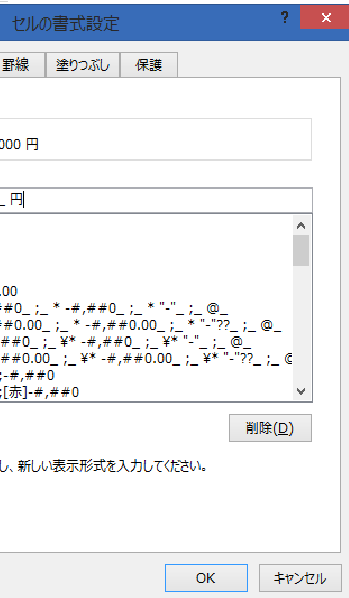 セルの書式設定
?
×
罫線 塗りつぶし 保護
000 円
_ 円
.00
##0_ ;_ * -#,##0_ ;_ * "-"_ ;_ @_
##0.00_ ;_ * -#,##0.00_ ;_ * "-"??_ ;_ @_
##0_ ;_ ¥* -#,##0_ ;_ ¥* "-"_ ;_ @_
##0.00_ ;_ ¥* -#,##0.00_ ;_ ¥* "-"??_ ;_ @
;-#,##0
;[赤]-#,##0
削除(D)
し、新しい表示形式を入力してください。
OK キャンセル